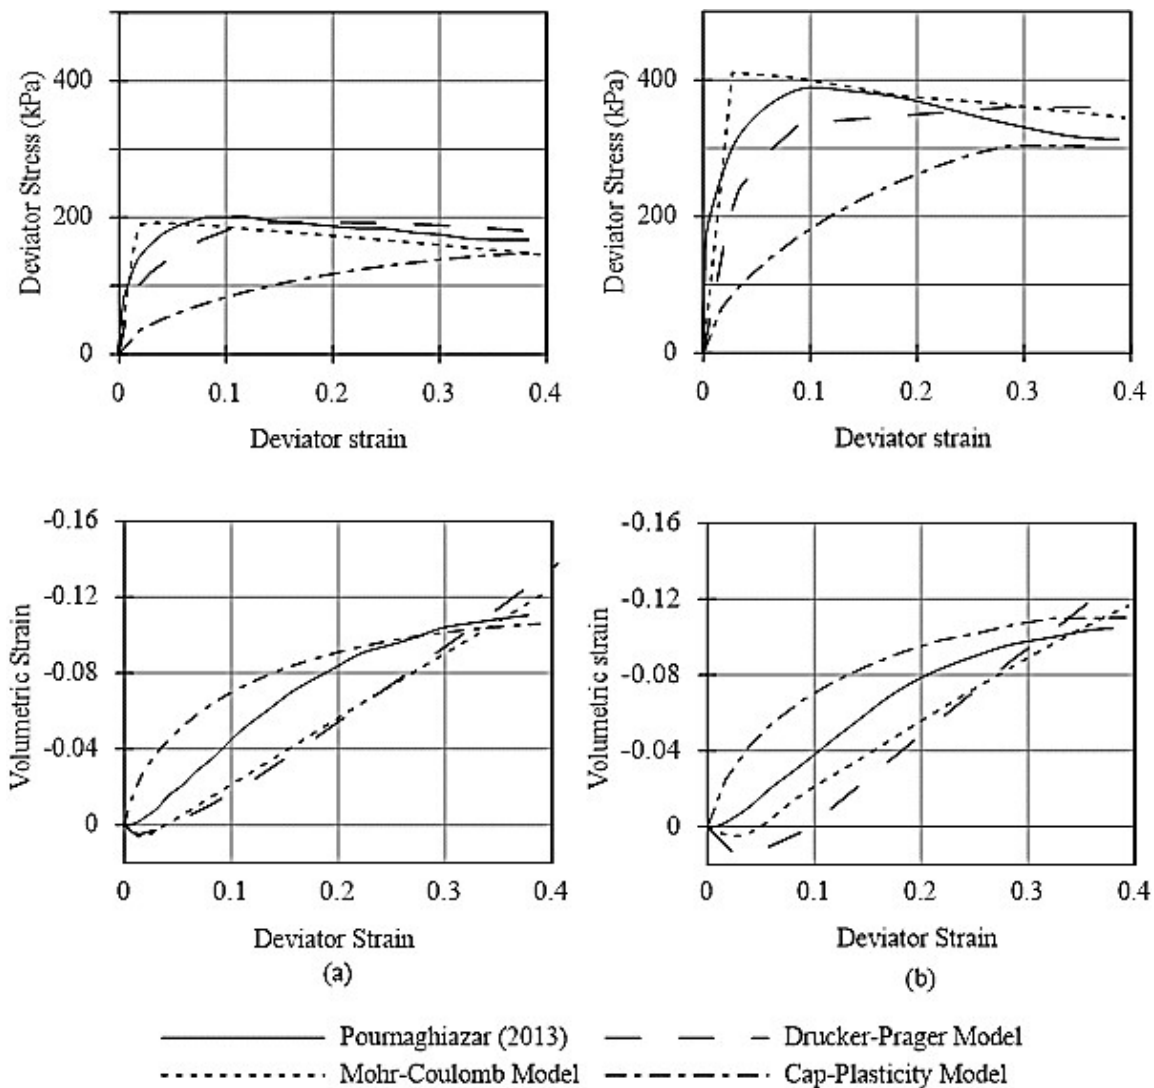 Deviator Stress (kPa)
400
200
0
0 0.1 0.2 0.3 0.4
Deviator strain
Deviator Stress (kPa)
400
200
0
0 0.1 0.2 0.3 0.4
Deviator strain
Volumetric Strain
-0.16
-0.12
-0.08
-0.04
0
0 0.1 0.2 0.3 0.4
Deviator Strain
(a)
Volumetric strain
-0.16
-0.12
-0.08
-0.04
0
0 0.1 0.2 0.3 0.4
Deviator Strain
(b)
Pournaghiazar (2013)
Drucker-Prager Model
Mohr-Coulomb Model
Cap-Plasticity Model